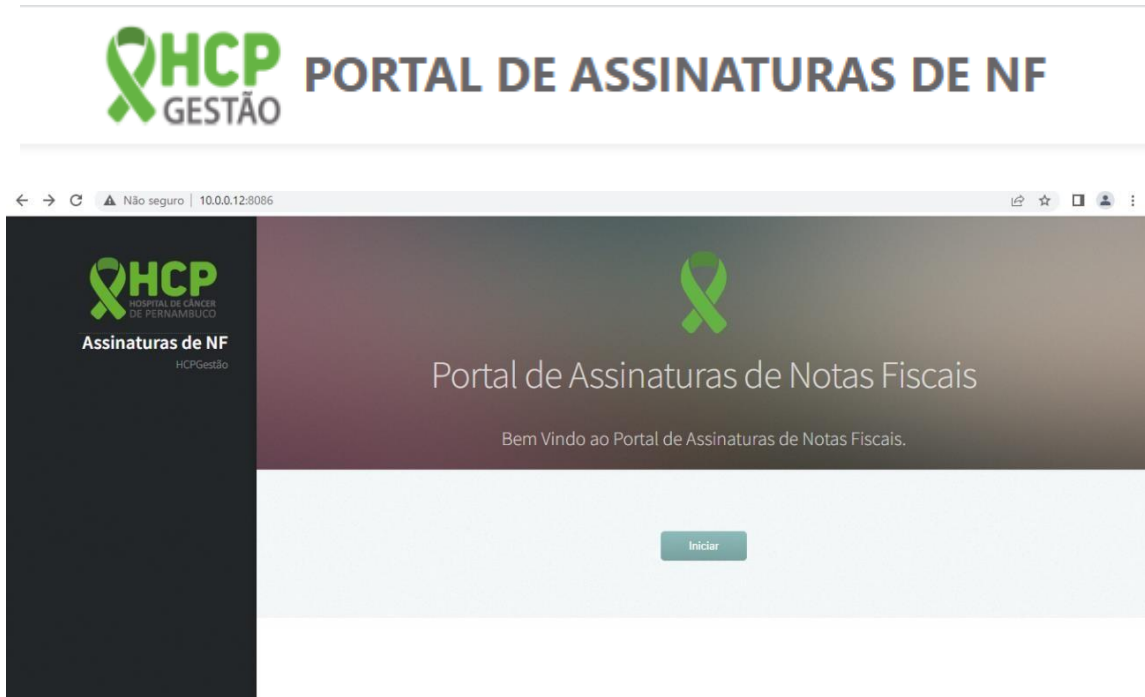 HCP
GESTÃO
PORTAL DE ASSINATURAS DE NF
Não seguro | 10.0.0.12:8086
HCP
HOSPITAL DE CÂNCER
DE PERNAMBUCO
Assinaturas de NF
HCPGestão
Portal de Assinaturas de Notas Fiscais
Bem Vindo ao Portal de Assinaturas de Notas Fiscais.
Iniciar